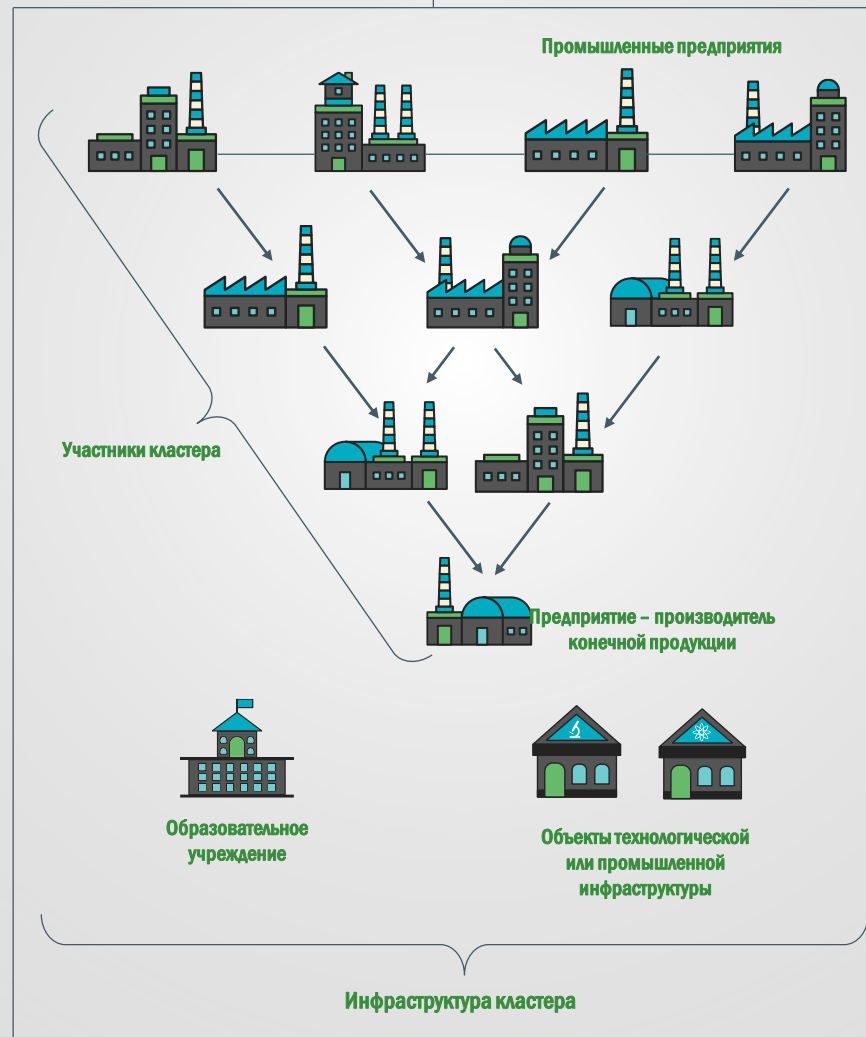 Промышленные предприятия
Участники кластера
Предприятие – производитель
конечной продукции
Образовательное
учреждение
Объекты технологической
или промышленной
инфраструктуры
Инфраструктура кластера